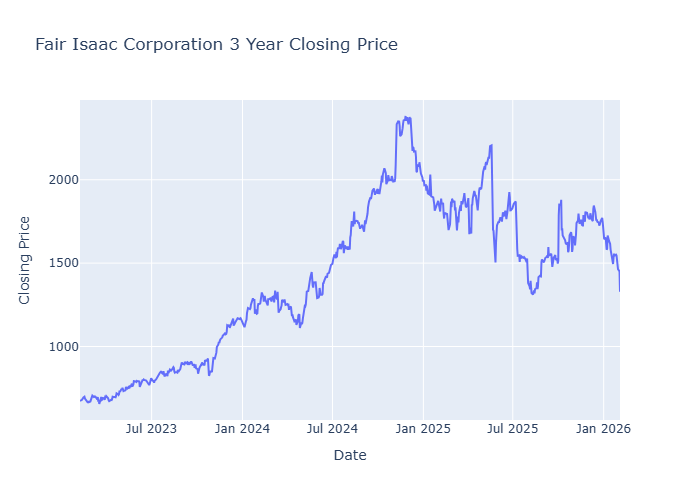 Fair Isaac Corporation 3 Year Closing Price
2000
1500
1000
Closing Price
Jul 2023
Jan 2024
Jul 2024
Jan 2025
Jul 2025
Jan 2026
Date